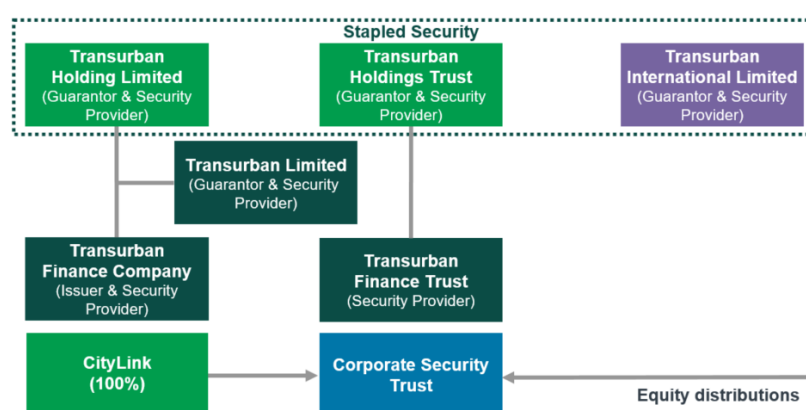 Stapled Security
Transurban
Holding Limited
(Guarantor & Security
Provider)
Transurban
Holdings Trust
(Guarantor & Security
Provider)
Transurban
International Limited
(Guarantor & Security
Provider)
Transurban Limited
(Guarantor & Security
Provider)
Transurban
Finance Company
(Issuer & Security
Provider)
Transurban
Finance Trust
(Security Provider)
CityLink
(100%)
Corporate Security
Trust
Equity distributions